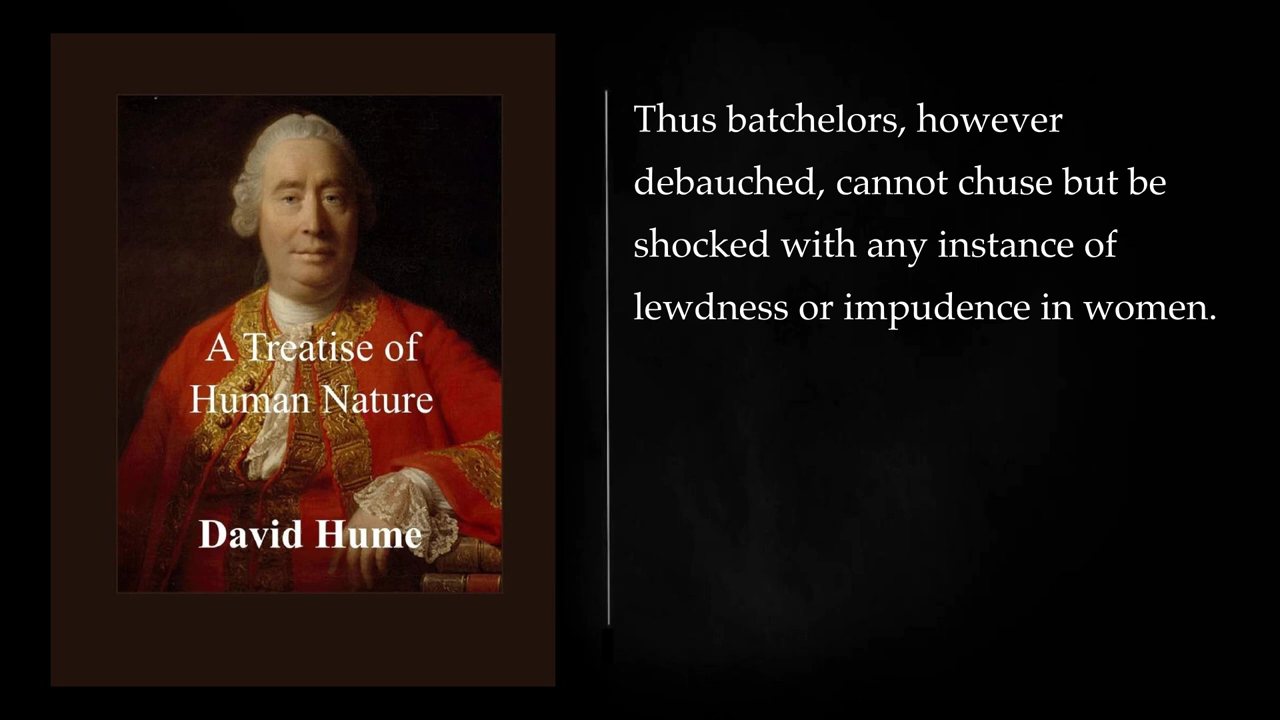 A Treatise of
Human Nature
David Hume
Thus batchelors, however
debauched, cannot chuse but be
shocked with any instance of
lewdness or impudence in women.